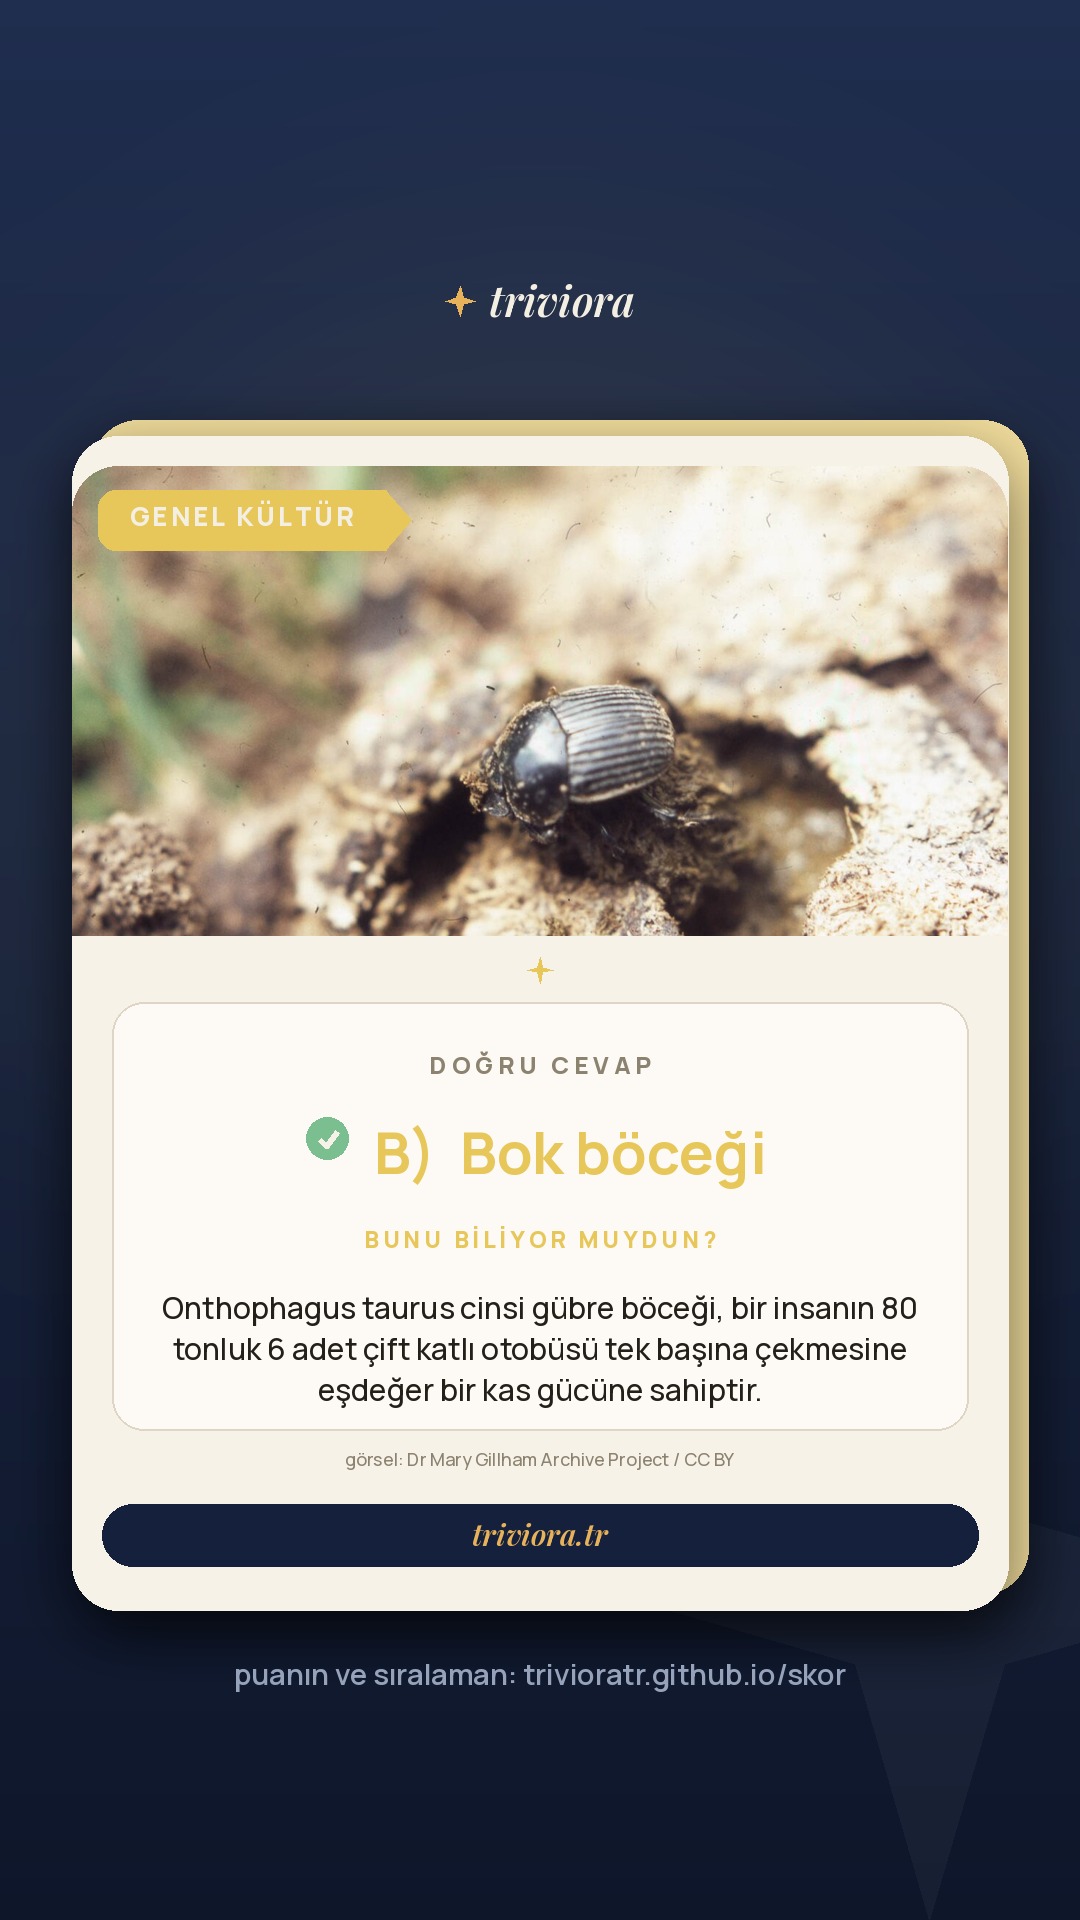 triviora
GENEL KÜLTÜR
DOĞRU CEVAP
B) Bok böceği
BUNU BİLİYOR MUYDUN?
Onthophagus taurus cinsi gübre böceği, bir insanın 80
tonluk 6 adet çift katlı otobüsü tek başına çekmesine
eşdeğer bir kas gücüne sahiptir.
görsel: Dr Mary Gillham Archive Project / CC BY
triviora.tr
puanın ve sıralaman: trivioratr.github.io/skor